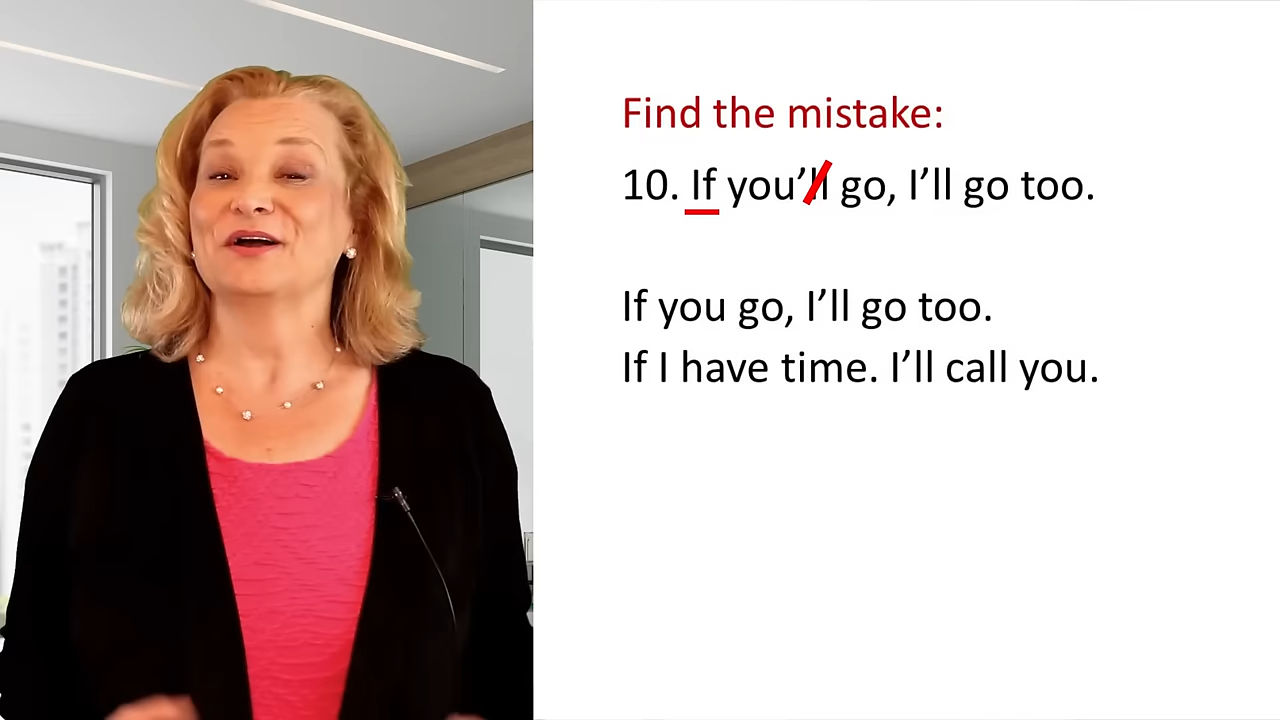 Find the mistake:
10. If you'll go, I'll go too.
If you go, I'll go too.
If I have time. I'll call you.